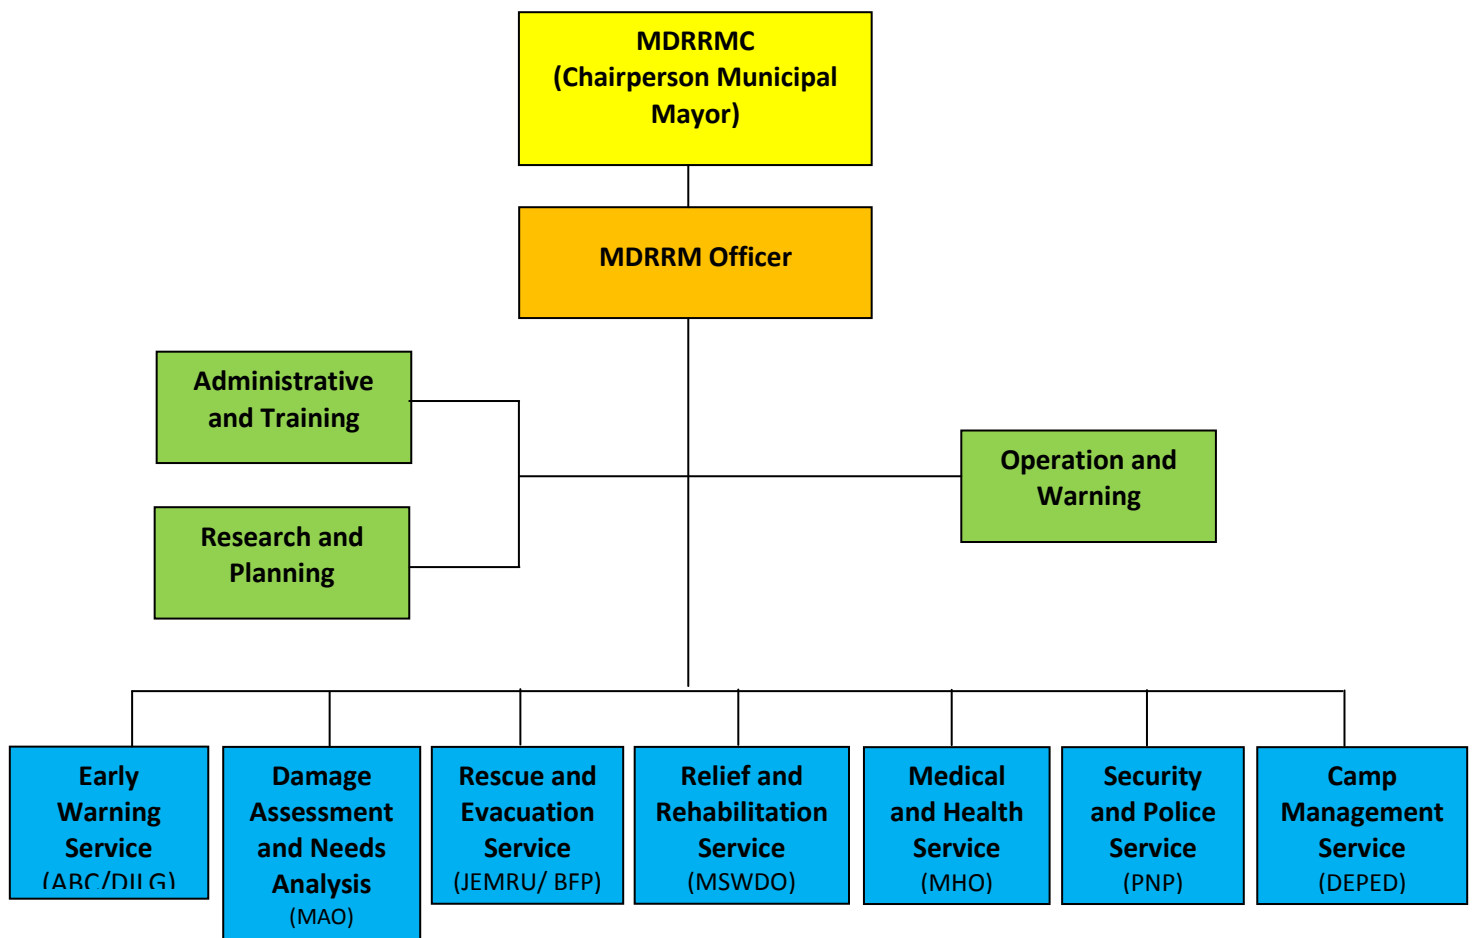 MDRRMC
(Chairperson Municipal
Mayor)
MDRRM Officer
Administrative
and Training
Operation and
Warning
Research and
Planning
Early
Warning
Service
(ABC/DILG)
Damage
Assessment
and Needs
Analysis
(MAO)
Rescue and
Evacuation
Service
(JEMRU/ BFP)
Relief and
Rehabilitation
Service
(MSWDO)
Medical
and Health
Service
(MHO)
Security
and Police
Service
(PNP)
Camp
Management
Service
(DEPED)